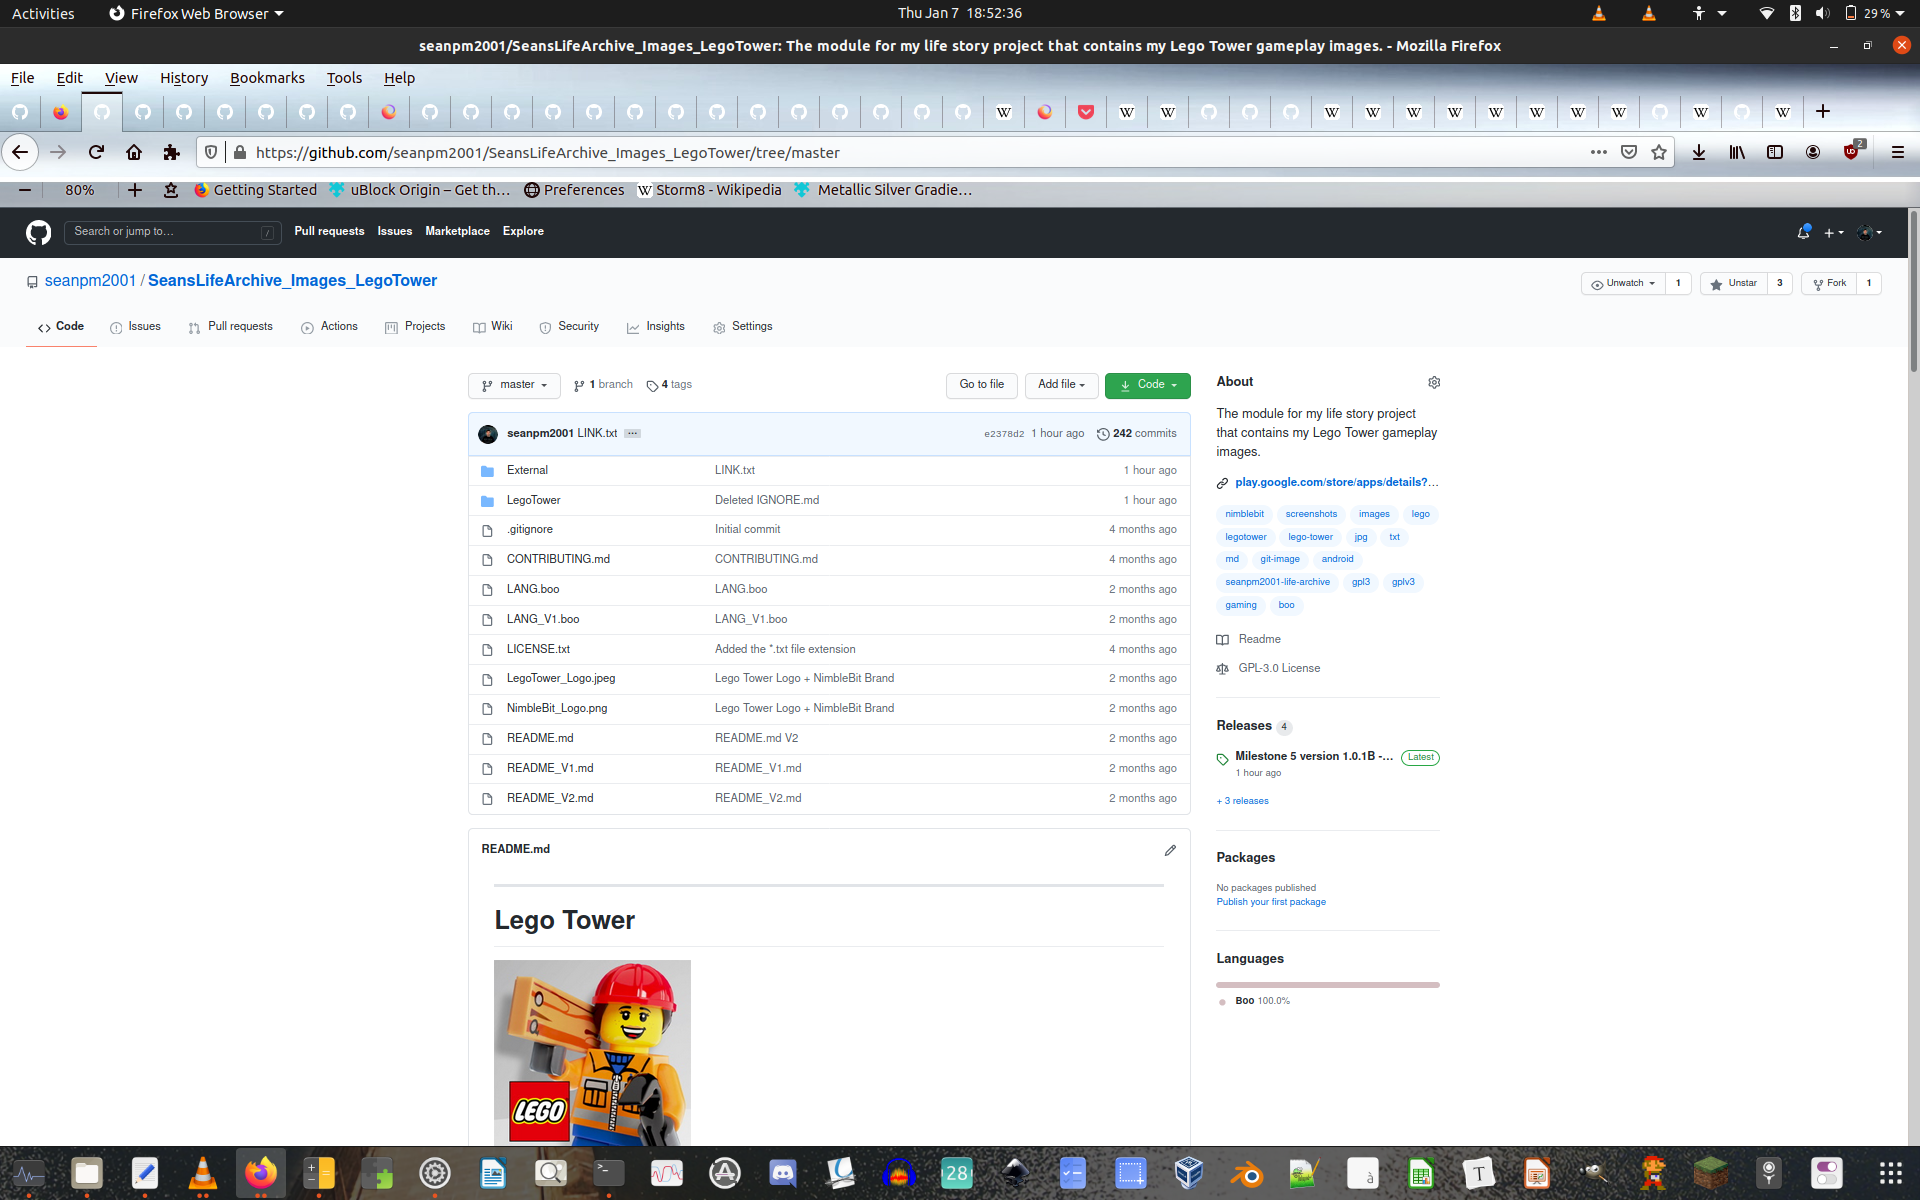 Activities Firefox Web Browser Thu Jan 7 18:52:36 29 %
seanpm2001/SeansLifeArchive_Images_LegoTower: The module for my life story project that contains my Lego Tower gameplay images. - Mozilla Firefox
File Edit View History Bookmarks Tools Help
https://github.com/seanpm2001/SeansLifeArchive_Images_LegoTower/tree/master 2
80% Getting Started uBlock Origin – Get th… Preferences Storm8 - Wikipedia Metallic Silver Gradie…
Search or jump to… / Pull requests Issues Marketplace Explore
seanpm2001 / SeansLifeArchive_Images_LegoTower Unwatch 1 Unstar 3 Fork 1
Code Issues Pull requests Actions Projects Wiki Security Insights Settings
master 1 branch 4 tags Go to file Add file Code
seanpm2001 LINK.txt e2378d2 1 hour ago 242 commits
External LINK.txt 1 hour ago
LegoTower Deleted IGNORE.md 1 hour ago
.gitignore Initial commit 4 months ago
CONTRIBUTING.md CONTRIBUTING.md 4 months ago
LANG.boo LANG.boo 2 months ago
LANG_V1.boo LANG_V1.boo 2 months ago
LICENSE.txt Added the *.txt file extension 4 months ago
LegoTower_Logo.jpeg Lego Tower Logo + NimbleBit Brand 2 months ago
NimbleBit_Logo.png Lego Tower Logo + NimbleBit Brand 2 months ago
README.md README.md V2 2 months ago
README_V1.md README_V1.md 2 months ago
README_V2.md README_V2.md 2 months ago
README.md
Lego Tower
LEGO
About
The module for my life story project
that contains my Lego Tower gameplay
images.
play.google.com/store/apps/details?…
nimblebit screenshots images lego
legotower lego-tower jpg txt
md git-image android
seanpm2001-life-archive gpl3 gplv3
gaming boo
Readme
GPL-3.0 License
Releases 4
Milestone 5 version 1.0.1B -… Latest
1 hour ago
+ 3 releases
Packages
No packages published
Publish your first package
Languages
Boo 100.0%
28